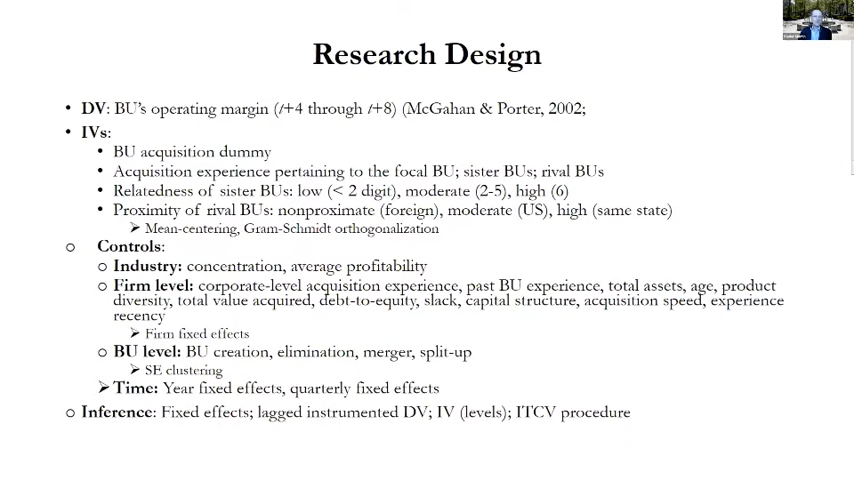 Research Design
• DV: BU's operating margin (t+4 through t+8) (McGahan & Porter, 2002;
• IVs:
• BU acquisition dummy
• Acquisition experience pertaining to the focal BU; sister BUs; rival BUs
• Relatedness of sister BUs: low (< 2 digit), moderate (2-5), high (6)
• Proximity of rival BUs: nonproximate (foreign), moderate (US), high (same state)
➢ Mean-centering, Gram-Schmidt orthogonalization
o Controls:
o Industry: concentration, average profitability
o Firm level: corporate-level acquisition experience, past BU experience, total assets, age, product
diversity, total value acquired, debt-to-equity, slack, capital structure, acquisition speed, experience
recency
➢ Firm fixed effects
o BU level: BU creation, elimination, merger, split-up
➢ SE clustering
➢ Time: Year fixed effects, quarterly fixed effects
o Inference: Fixed effects; lagged instrumented DV; IV (levels); ITCV procedure